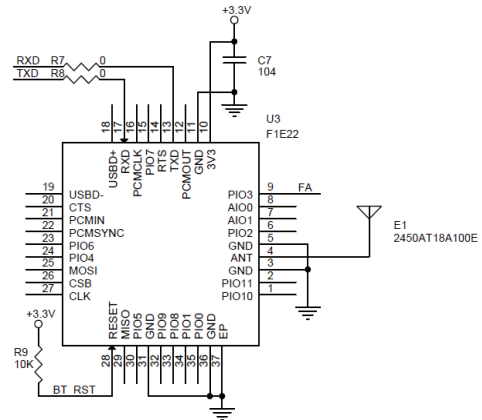 +3.3V
RXD R7 0
TXD R8 0
C7
104
U3
F1E22
18 17 16 15 14 13 12 11 10
USBD+ RXD PCMCLK PIO7 RTS TXD PCMOUT GND 3V3
19 USBD-
20 CTS
21 PCMIN
22 PCMSYNC
23 PIO6
24 PIO4
25 MOSI
26 CSB
27 CLK
PIO3 9 FA
AIO0 8
AIO1 7
PIO2 6
GND 5
ANT 4
GND 3
PIO11 2
PIO10 1
E1
2450AT18A100E
RESET MISO PIO5 GND PIO9 PIO8 PIO1 PIO0 GND EP
28 29 30 31 32 33 34 35 36 37
+3.3V
R9
10K
BT_RST